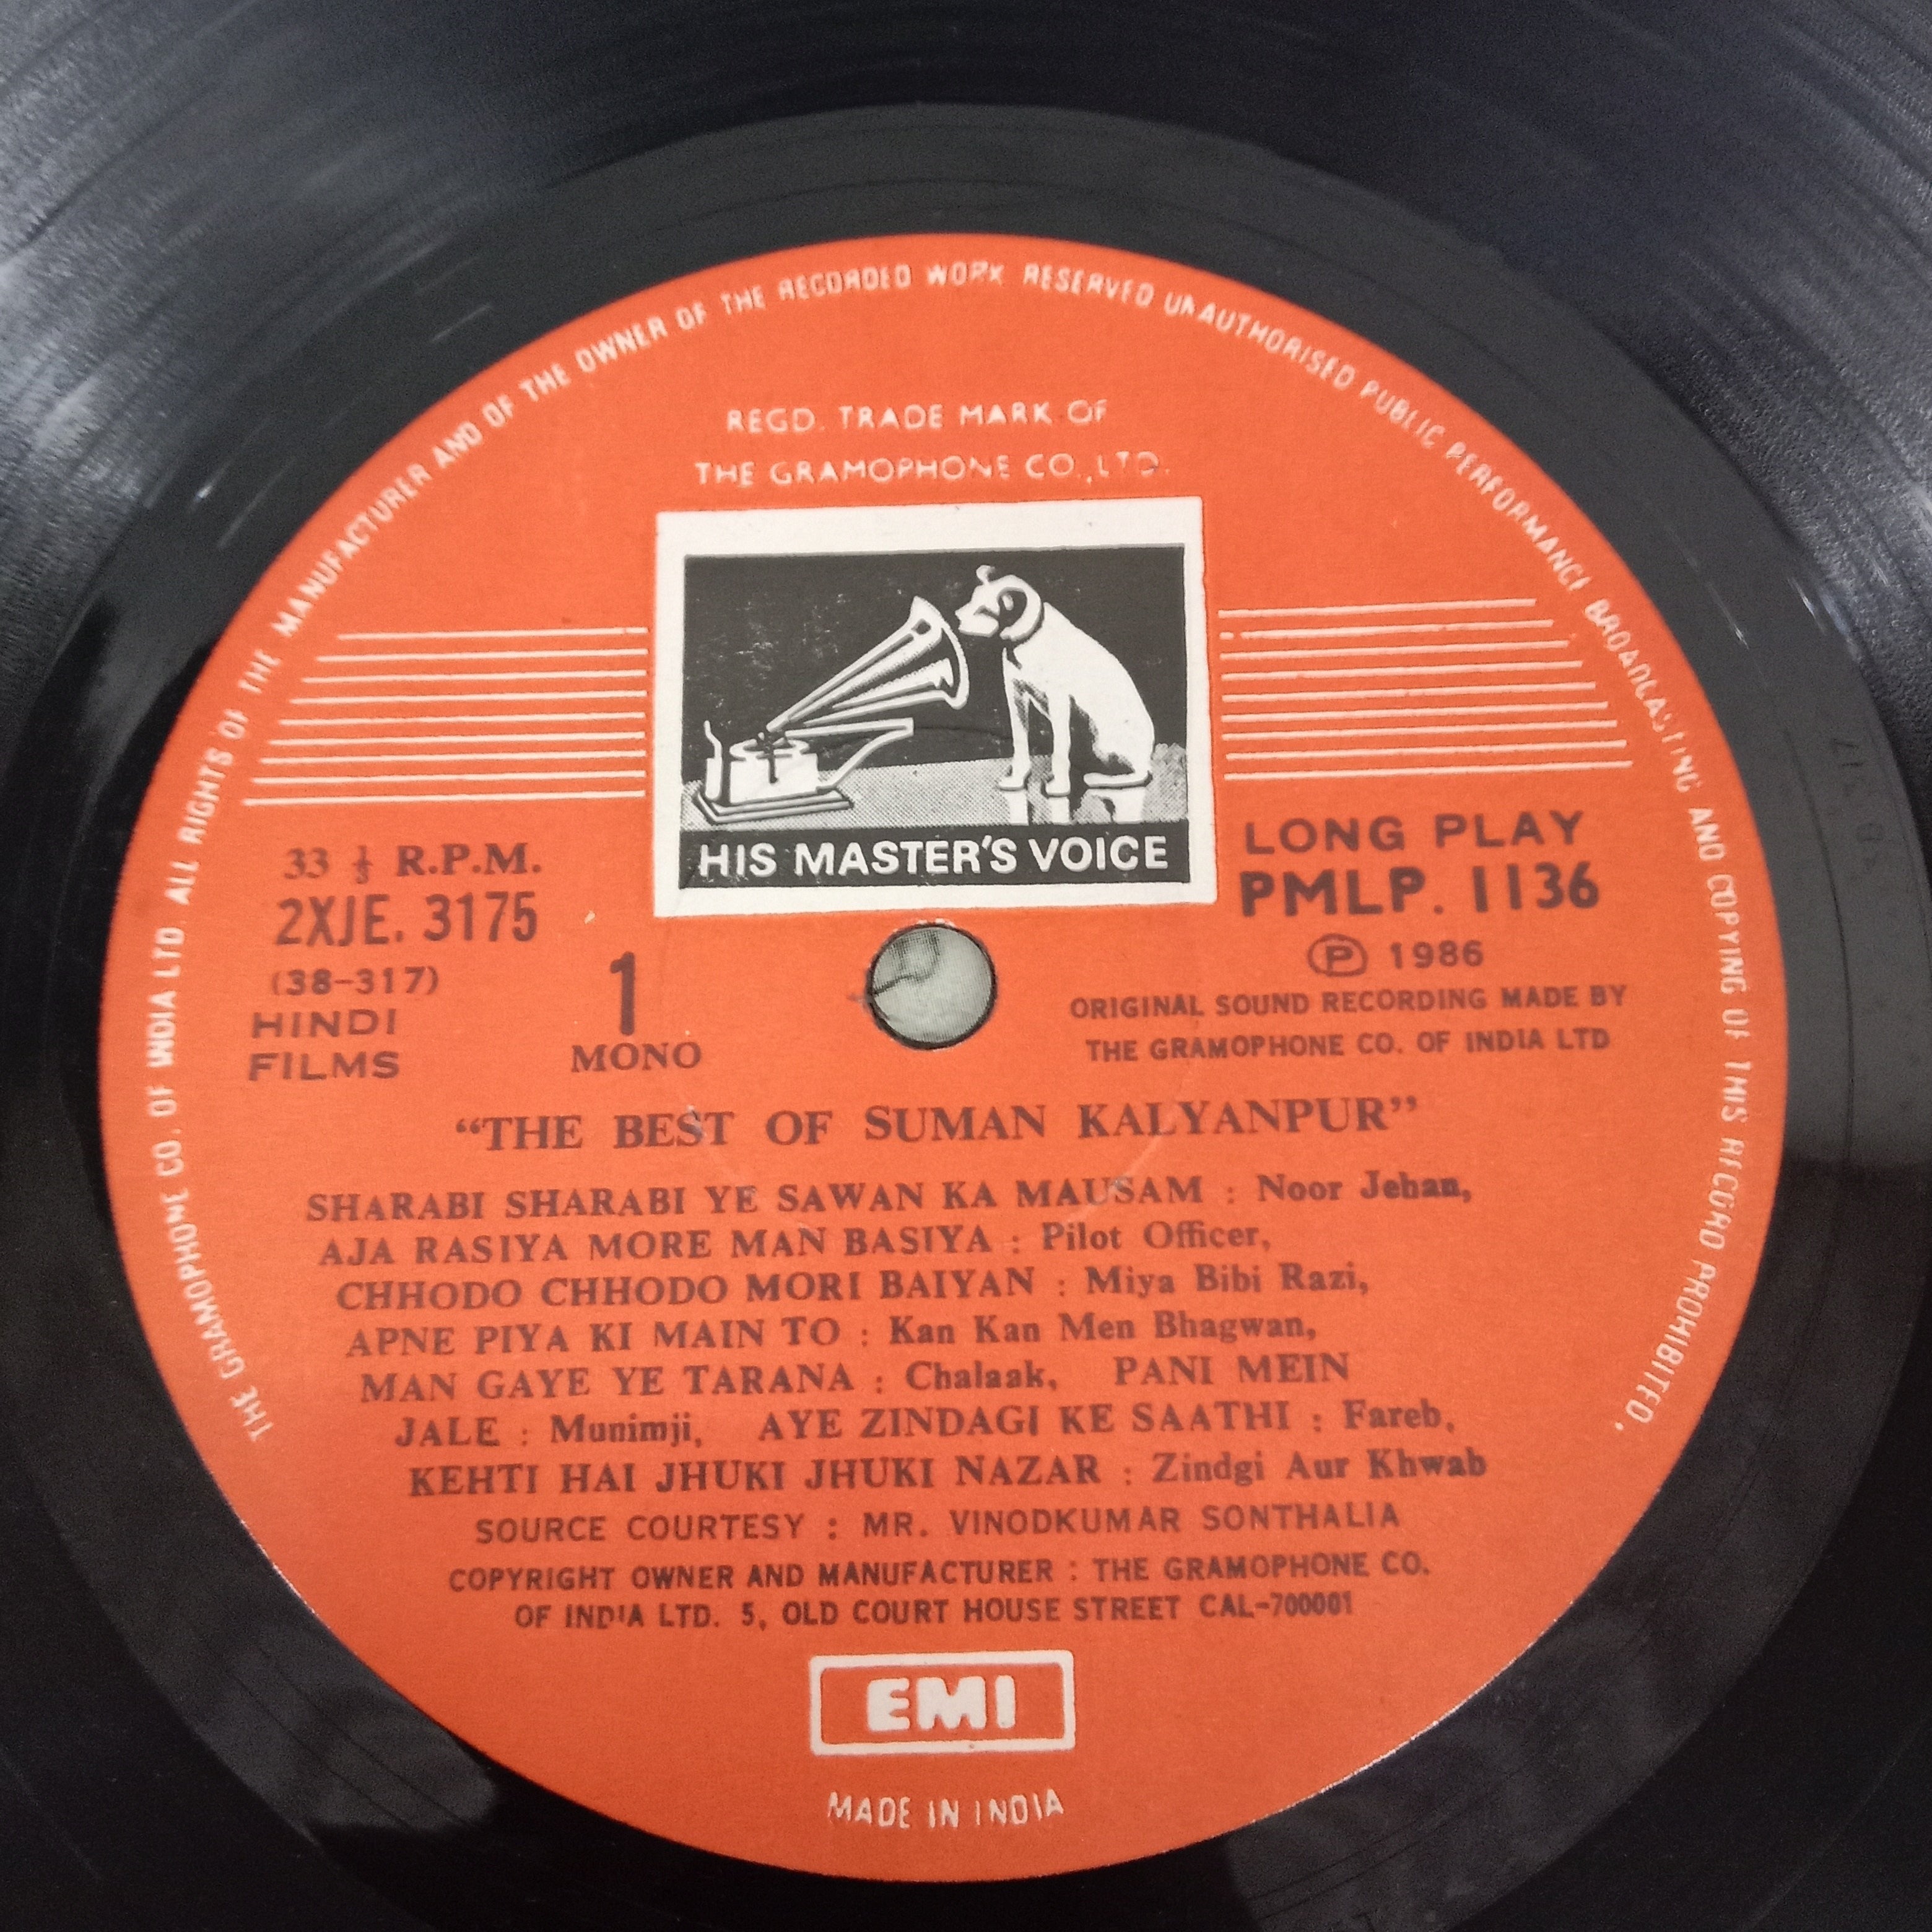 THE GRAMOPHONE CO. OF INDIA LTD. ALL RIGHTS OF THE MANUFACTURER AND OF THE OWNER OF THE RECORDED WORK RESERVED UNAUTHORISED PUBLIC PERFORMANCE BROADCASTING AND COPYING OF THIS RECORD PROHIBITED.
REGD. TRADE MARK OF
THE GRAMOPHONE CO.,LTD.
HIS MASTER'S VOICE
33 ⅓ R.P.M.
2XJE. 3175
(38-317)
HINDI
FILMS
1
MONO
LONG PLAY
PMLP. 1136
Ⓟ 1986
ORIGINAL SOUND RECORDING MADE BY
THE GRAMOPHONE CO. OF INDIA LTD
“THE BEST OF SUMAN KALYANPUR”
SHARABI SHARABI YE SAWAN KA MAUSAM : Noor Jehan,
AJA RASIYA MORE MAN BASIYA : Pilot Officer,
CHHODO CHHODO MORI BAIYAN : Miya Bibi Razi,
APNE PIYA KI MAIN TO : Kan Kan Men Bhagwan,
MAN GAYE YE TARANA : Chalaak, PANI MEIN
JALE : Munimji, AYE ZINDAGI KE SAATHI : Fareb,
KEHTI HAI JHUKI JHUKI NAZAR : Zindgi Aur Khwab
SOURCE COURTESY : MR. VINODKUMAR SONTHALIA
COPYRIGHT OWNER AND MANUFACTURER : THE GRAMOPHONE CO.
OF INDIA LTD. 5, OLD COURT HOUSE STREET CAL-700001
EMI
MADE IN INDIA